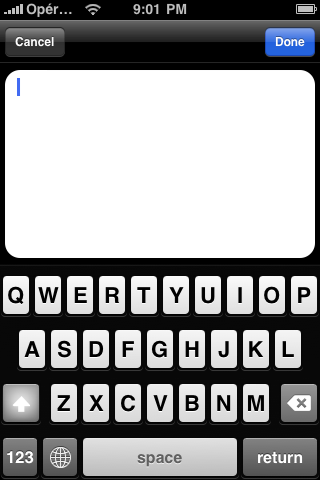 Opér... 9:01 PM
Cancel Done
Q W E R T Y U I O P
A S D F G H J K L
Z X C V B N M
123 space return